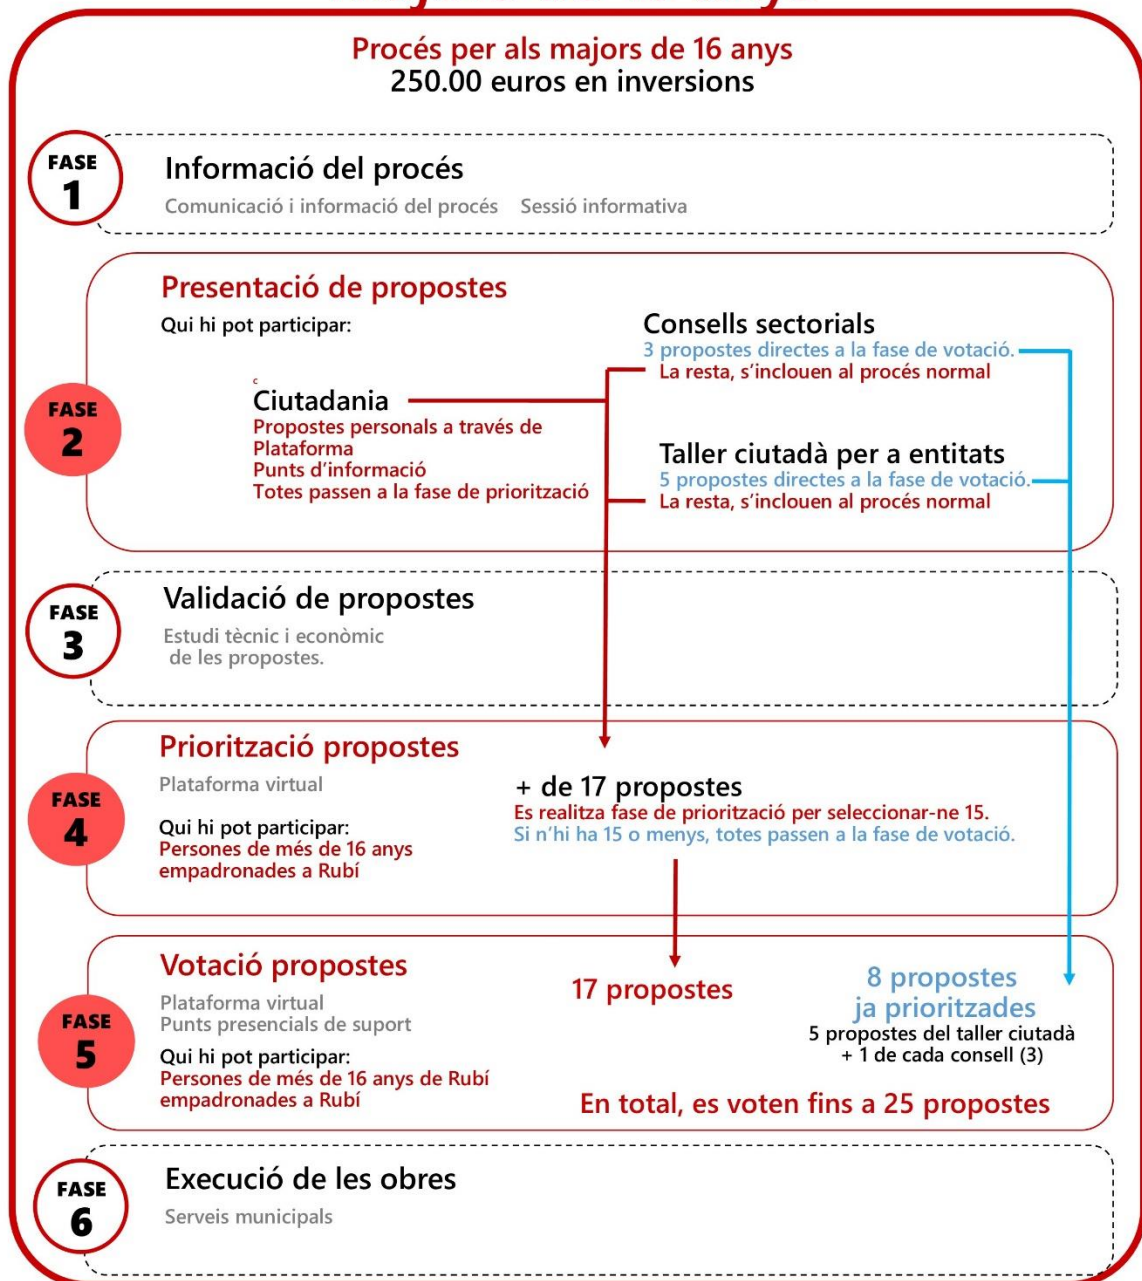 Procés per als majors de 16 anys
250.00 euros en inversions
FASE
1
Informació del procés
Comunicació i informació del procés Sessió informativa
FASE
2
Presentació de propostes
Qui hi pot participar:
c
Ciutadania
Propostes personals a través de
Plataforma
Punts d'informació
Totes passen a la fase de priorització
Consells sectorials
3 propostes directes a la fase de votació.
La resta, s'inclouen al procés normal
Taller ciutadà per a entitats
5 propostes directes a la fase de votació.
La resta, s'inclouen al procés normal
FASE
3
Validació de propostes
Estudi tècnic i econòmic
de les propostes.
FASE
4
Priorització propostes
Plataforma virtual
Qui hi pot participar:
Persones de més de 16 anys
empadronades a Rubí
+ de 17 propostes
Es realitza fase de priorització per seleccionar-ne 15.
Si n'hi ha 15 o menys, totes passen a la fase de votació.
FASE
5
Votació propostes
Plataforma virtual
Punts presencials de suport
Qui hi pot participar:
Persones de més de 16 anys de Rubí
empadronades a Rubí
17 propostes
8 propostes
ja prioritzades
5 propostes del taller ciutadà
+ 1 de cada consell (3)
En total, es voten fins a 25 propostes
FASE
6
Execució de les obres
Serveis municipals